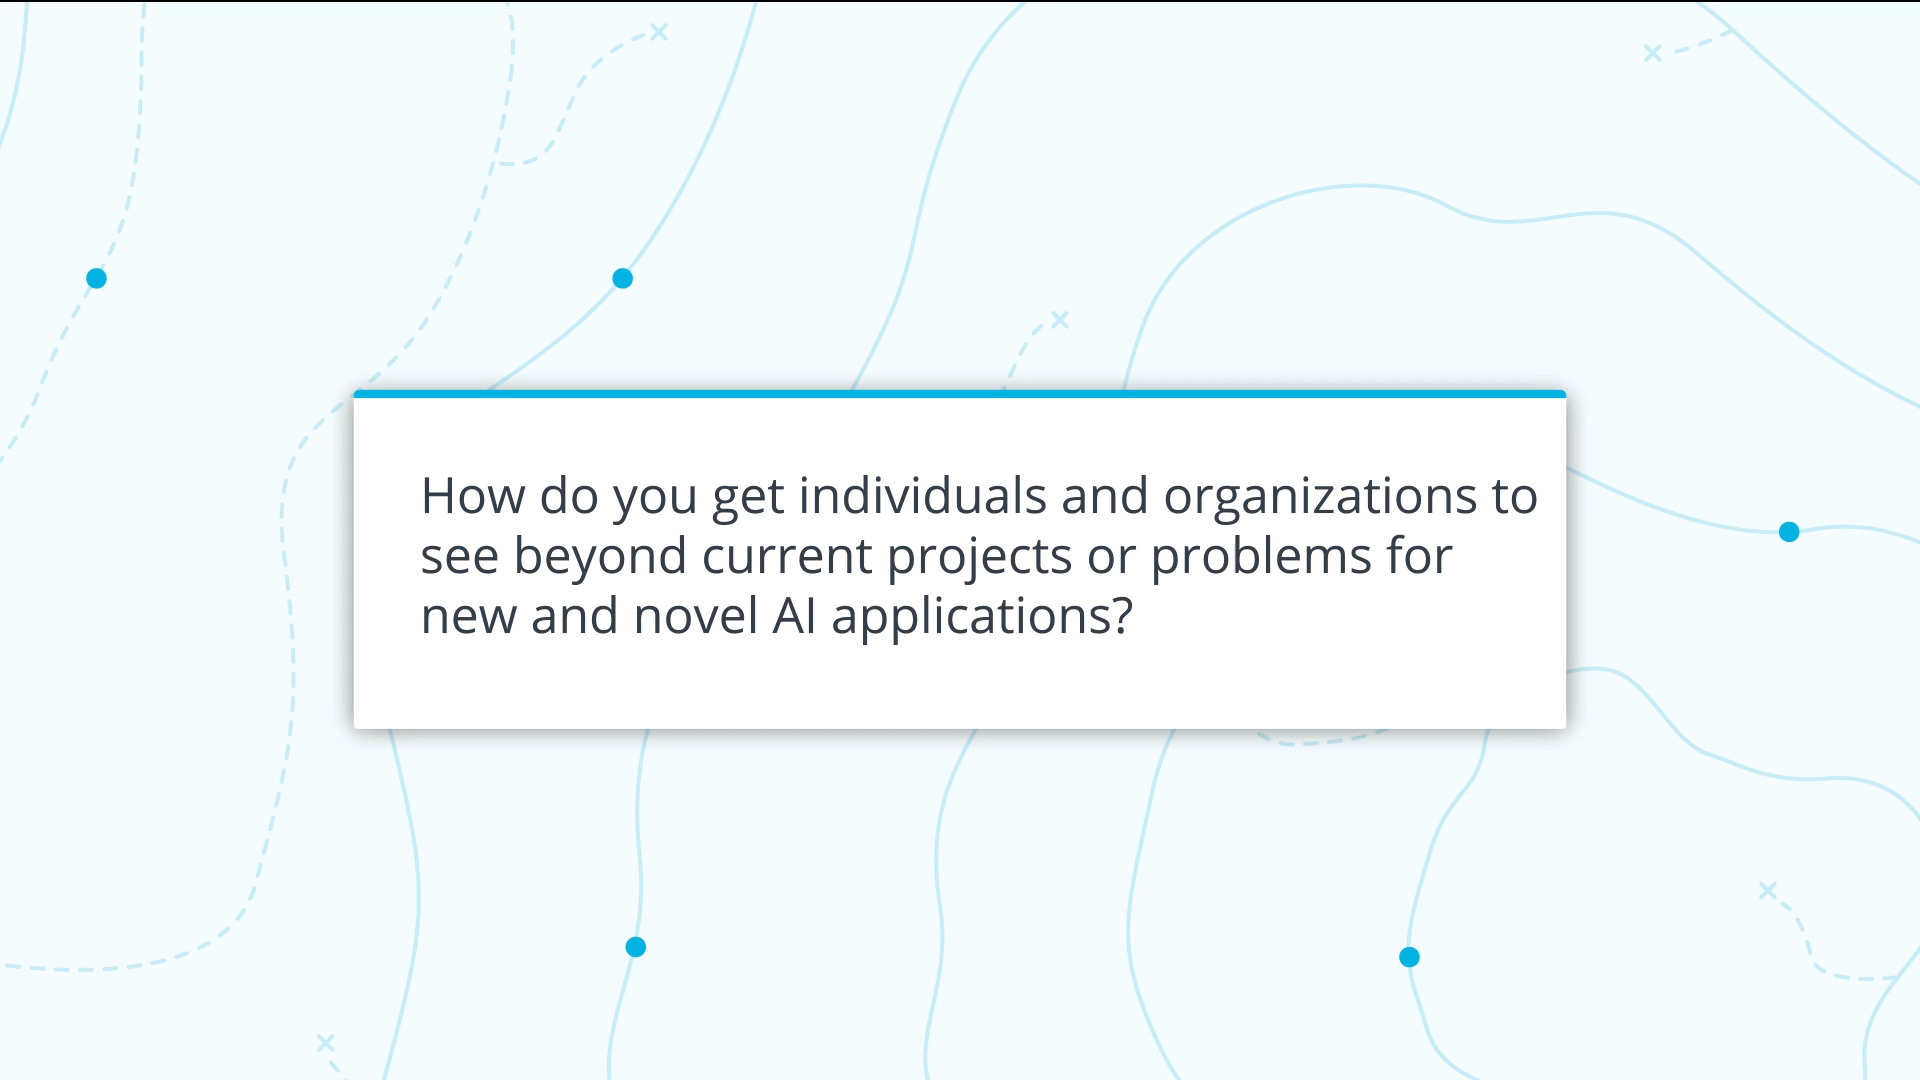 How do you get individuals and organizations to
see beyond current projects or problems for
new and novel AI applications?